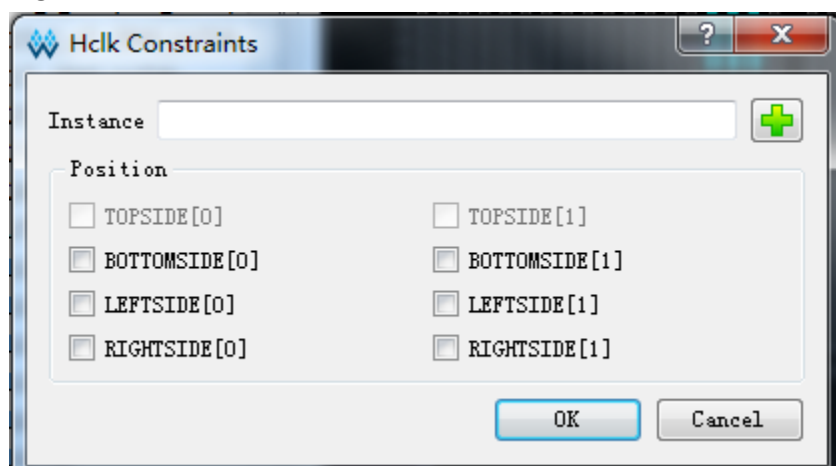 Hclk Constraints
?
X
Instance
Position
TOPSIDE[0] TOPSIDE[1]
BOTTOMSIDE[0] BOTTOMSIDE[1]
LEFTSIDE[0] LEFTSIDE[1]
RIGHTSIDE[0] RIGHTSIDE[1]
OK Cancel